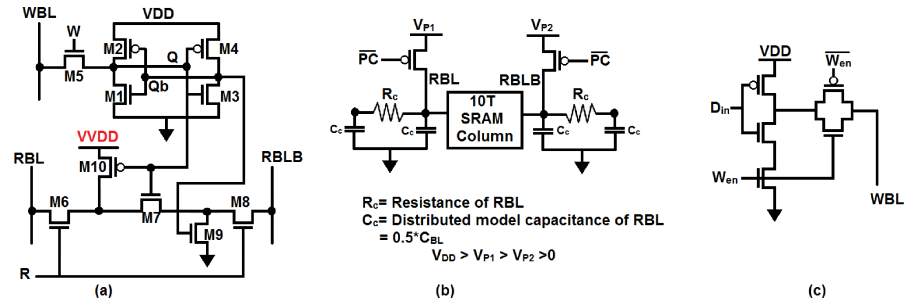 WBL
W
VDD
M2
M4
Q
M5
M1
Qb
M3
VVDD
RBL
RBLB
M10
M6
M7
M8
M9
R
(a)
VP1
VP2
PC
PC
RBL
RBLB
Rc
10T
SRAM
Column
Rc
Cc
Cc
Cc
Cc
Rc= Resistance of RBL
Cc= Distributed model capacitance of RBL
= 0.5*CBL
VDD > VP1 > VP2 >0
(b)
VDD
Wen
Din
Wen
WBL
(c)